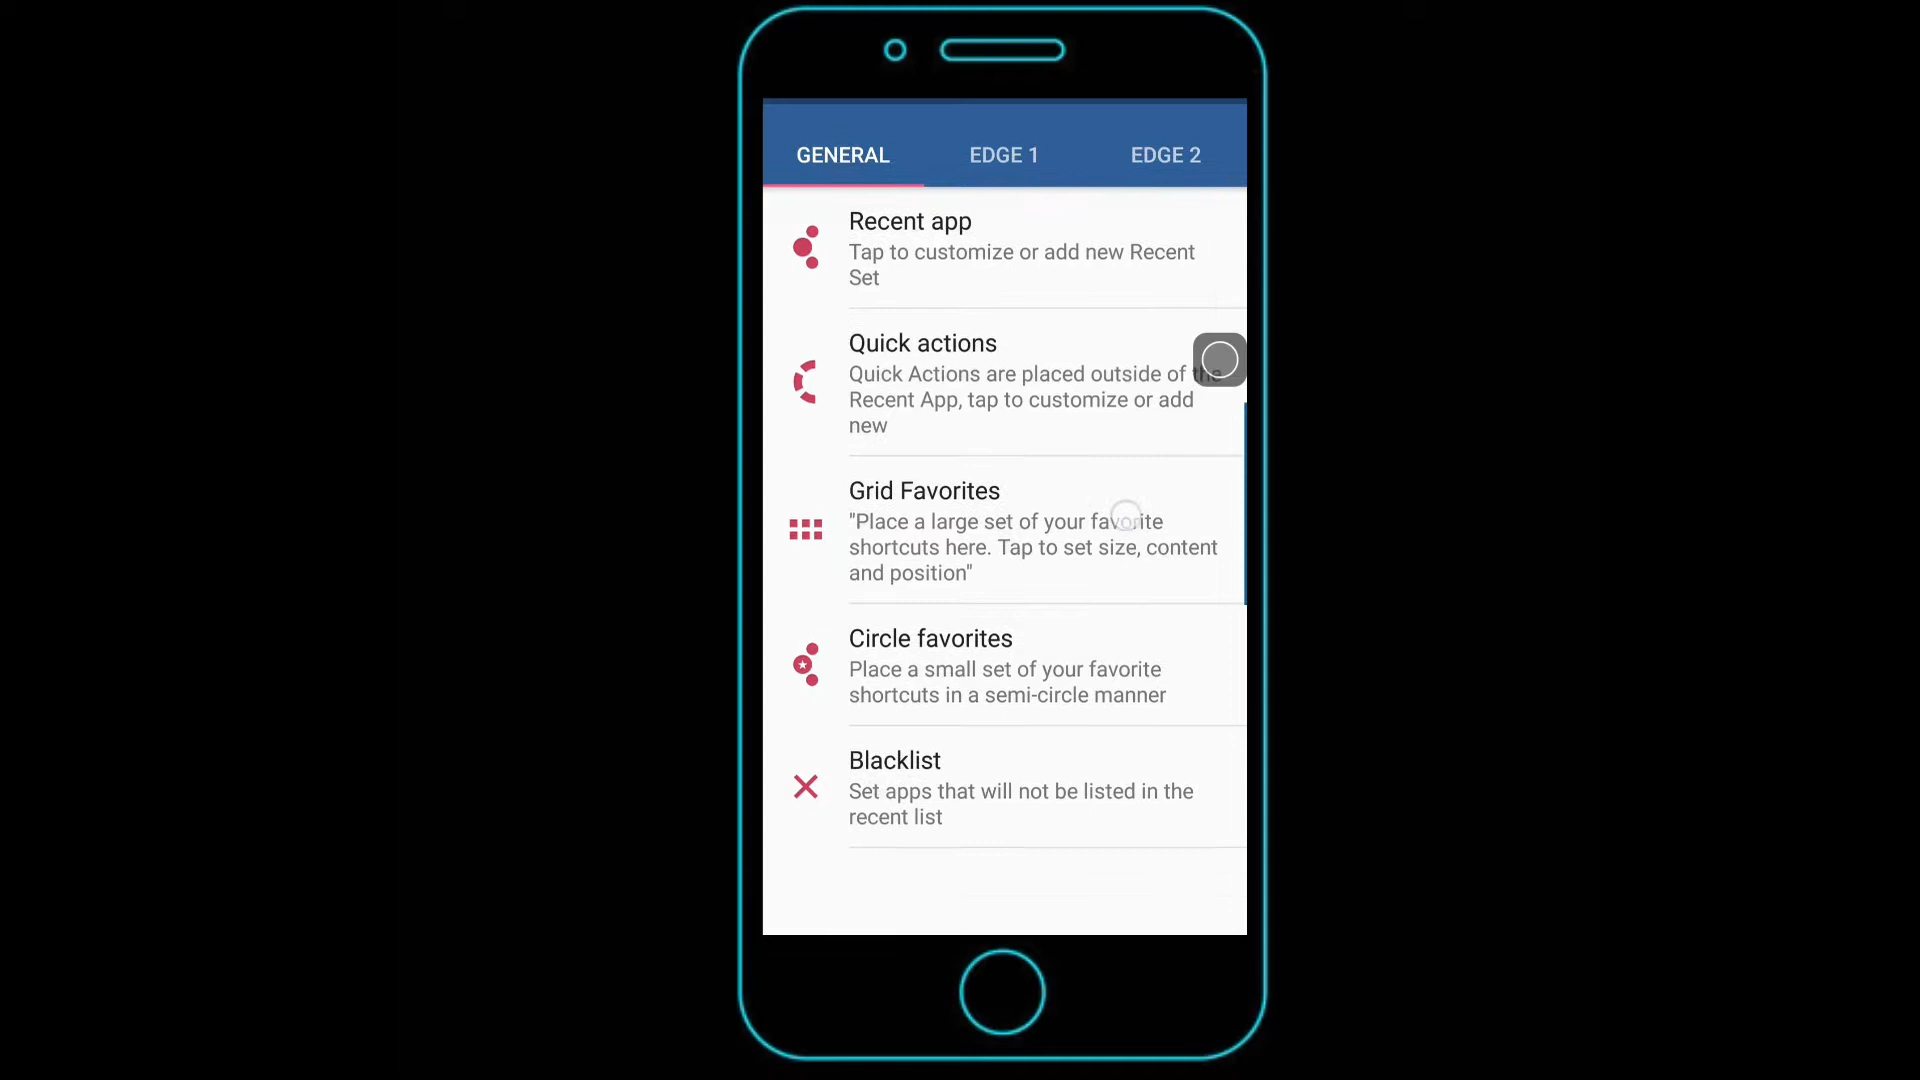 GENERAL EDGE 1 EDGE 2
Recent app
Tap to customize or add new Recent
Set
Quick actions
Quick Actions are placed outside of the
Recent App, tap to customize or add
new
Grid Favorites
"Place a large set of your favorite
shortcuts here. Tap to set size, content
and position"
Circle favorites
Place a small set of your favorite
shortcuts in a semi-circle manner
Blacklist
Set apps that will not be listed in the
recent list